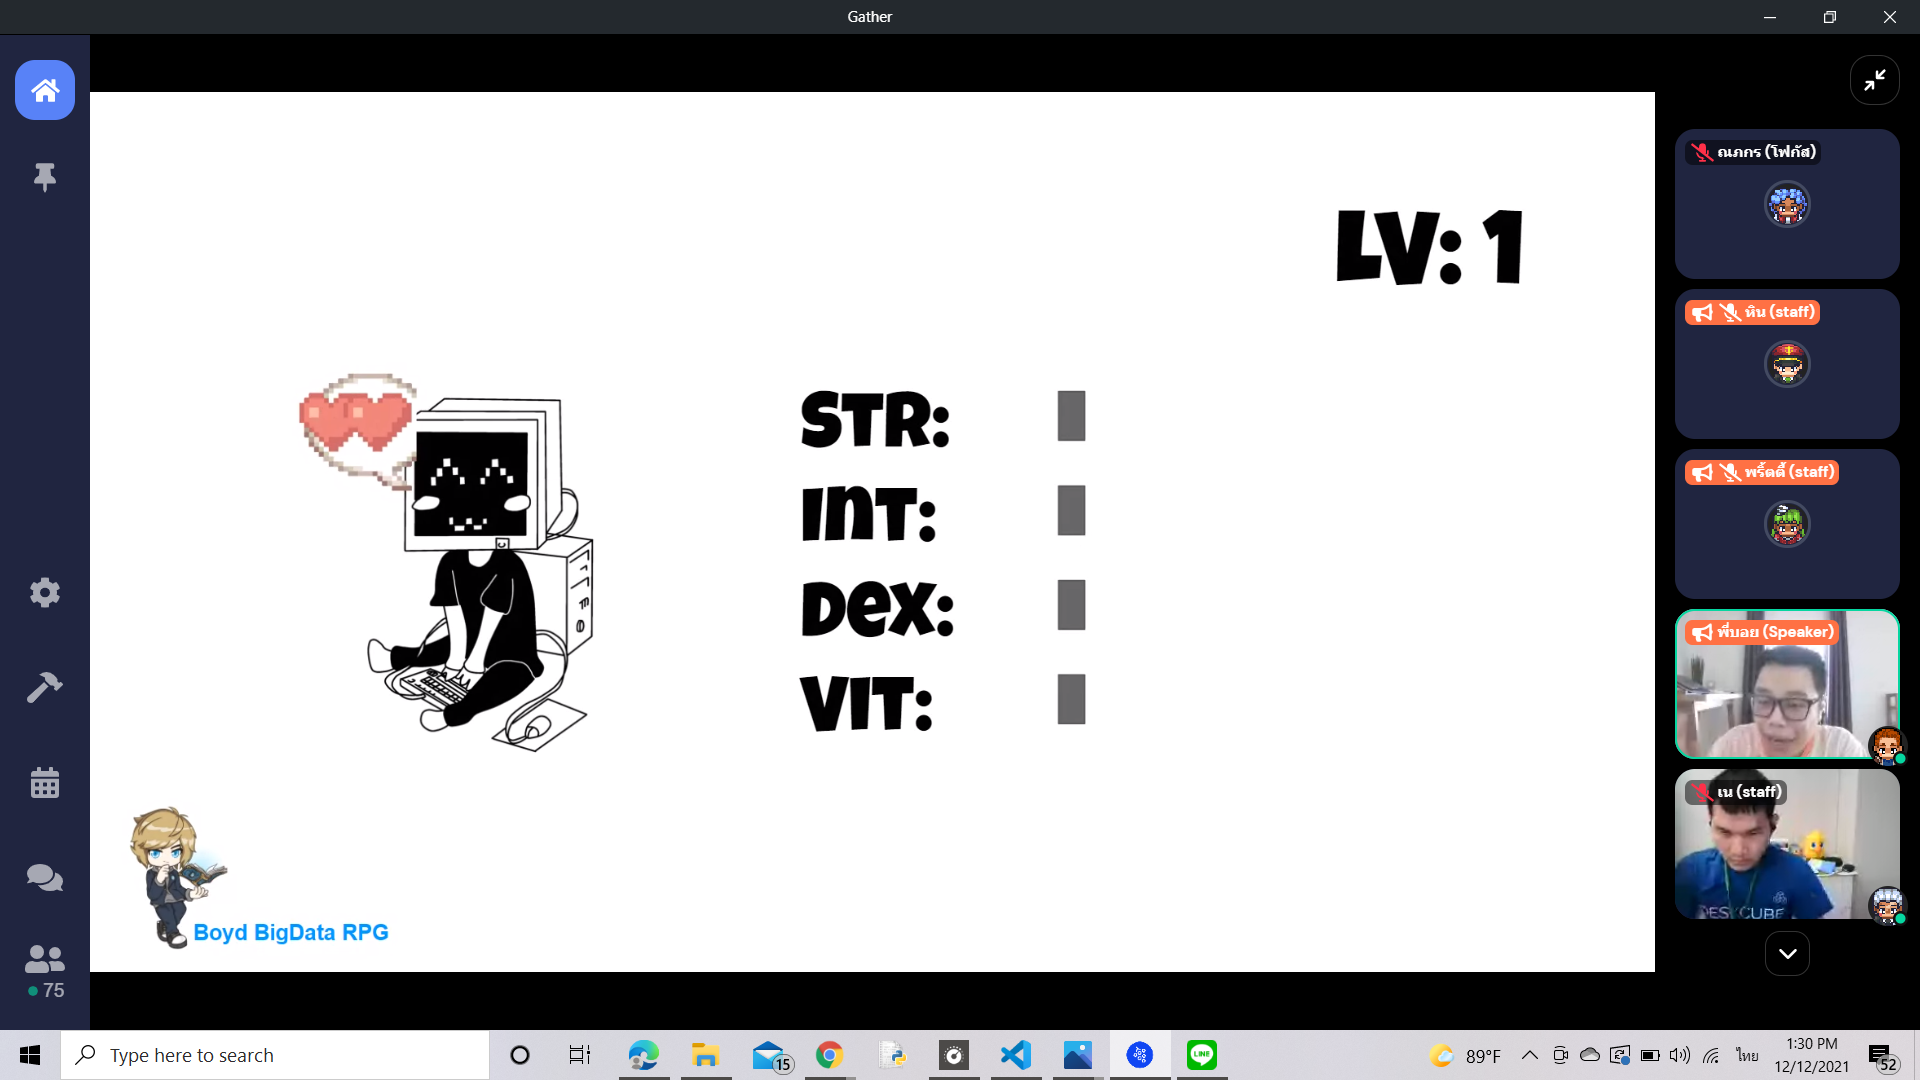 Gather
ณภกร (โฟกัส)
หิน (staff)
พริ้ตตี้ (staff)
พี่บอย (Speaker)
เน (staff)
LV: 1
STR:
INT:
DEX:
VIT:
Boyd BigData RPG
75
Type here to search
15
LINE
89°F
ไทย
1:30 PM
12/12/2021
52